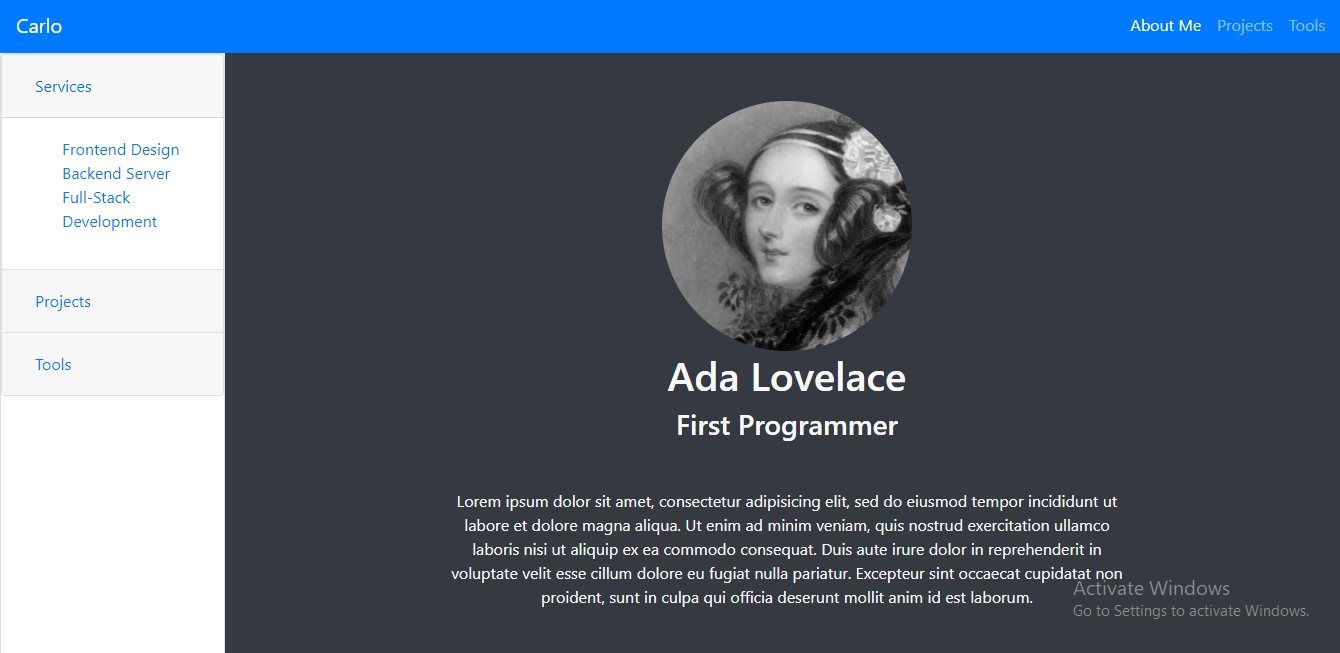 Carlo
About Me Projects Tools
Services
Frontend Design
Backend Server
Full-Stack
Development
Projects
Tools
Ada Lovelace
First Programmer
Lorem ipsum dolor sit amet, consectetur adipisicing elit, sed do eiusmod tempor incididunt ut
labore et dolore magna aliqua. Ut enim ad minim veniam, quis nostrud exercitation ullamco
laboris nisi ut aliquip ex ea commodo consequat. Duis aute irure dolor in reprehenderit in
voluptate velit esse cillum dolore eu fugiat nulla pariatur. Excepteur sint occaecat cupidatat non
proident, sunt in culpa qui officia deserunt mollit anim id est laborum.
Activate Windows
Go to Settings to activate Windows.